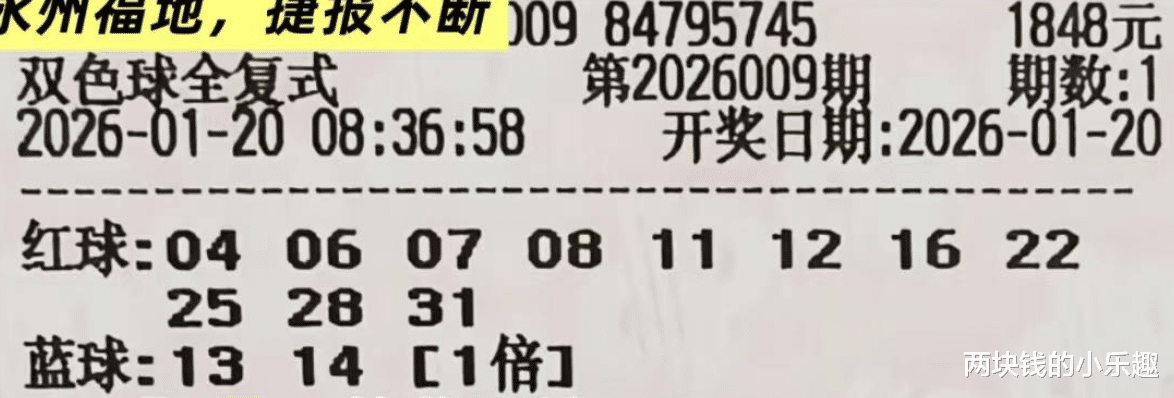 永州福地，捷报不断
009 84795745 1848元
双色球全复式 第2026009期 期数:1
2026-01-20 08:36:58 开奖日期:2026-01-20
红球:04 06 07 08 11 12 16 22
25 28 31
蓝球:13 14 [1倍]
两块钱的小乐趣